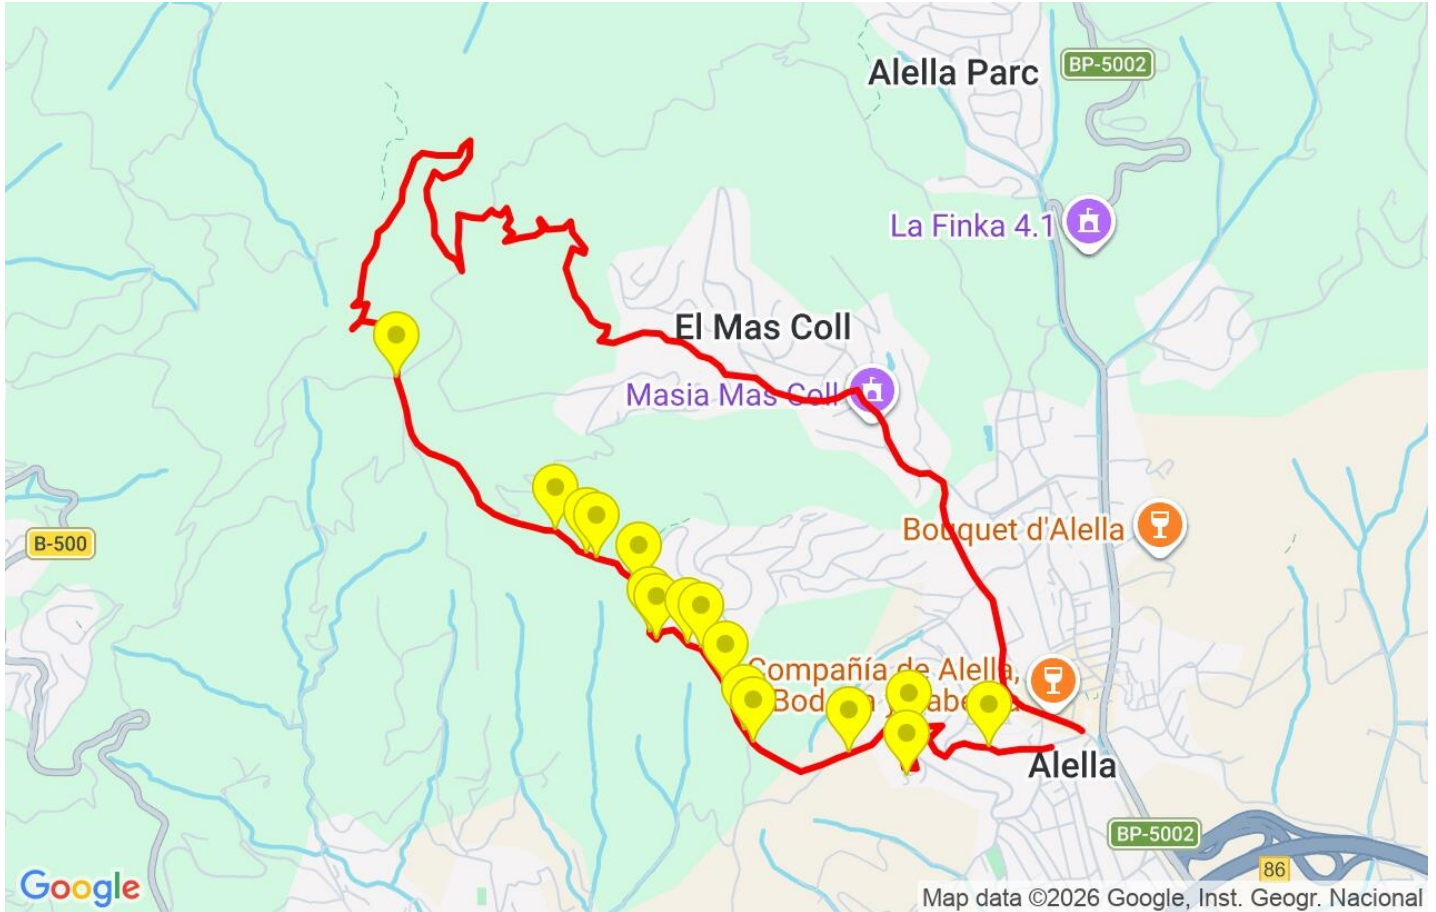 Alella Parc
BP-5002
La Finka 4.1
El Mas Coll
Masia Mas Coll
Bouquet d'Alella
B-500
Compañía de Alella,
Alella
BP-5002
86
Google
Map data ©2026 Google, Inst. Geogr. Nacional